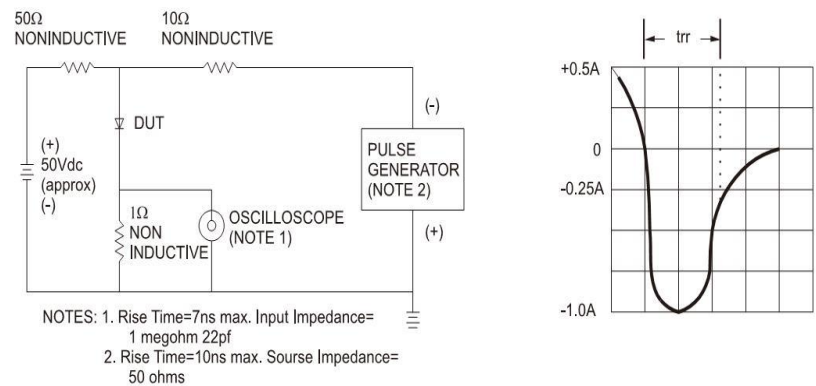 50Ω
NONINDUCTIVE
10Ω
NONINDUCTIVE
DUT
(+)
50Vdc
(approx)
(-)
1Ω
NON
INDUCTIVE
OSCILLOSCOPE
(NOTE 1)
(-)
PULSE
GENERATOR
(NOTE 2)
(+)
NOTES: 1. Rise Time=7ns max. Input Impedance=
1 megohm 22pf
2. Rise Time=10ns max. Sourse Impedance=
50 ohms
trr
+0.5A
0
-0.25A
-1.0A